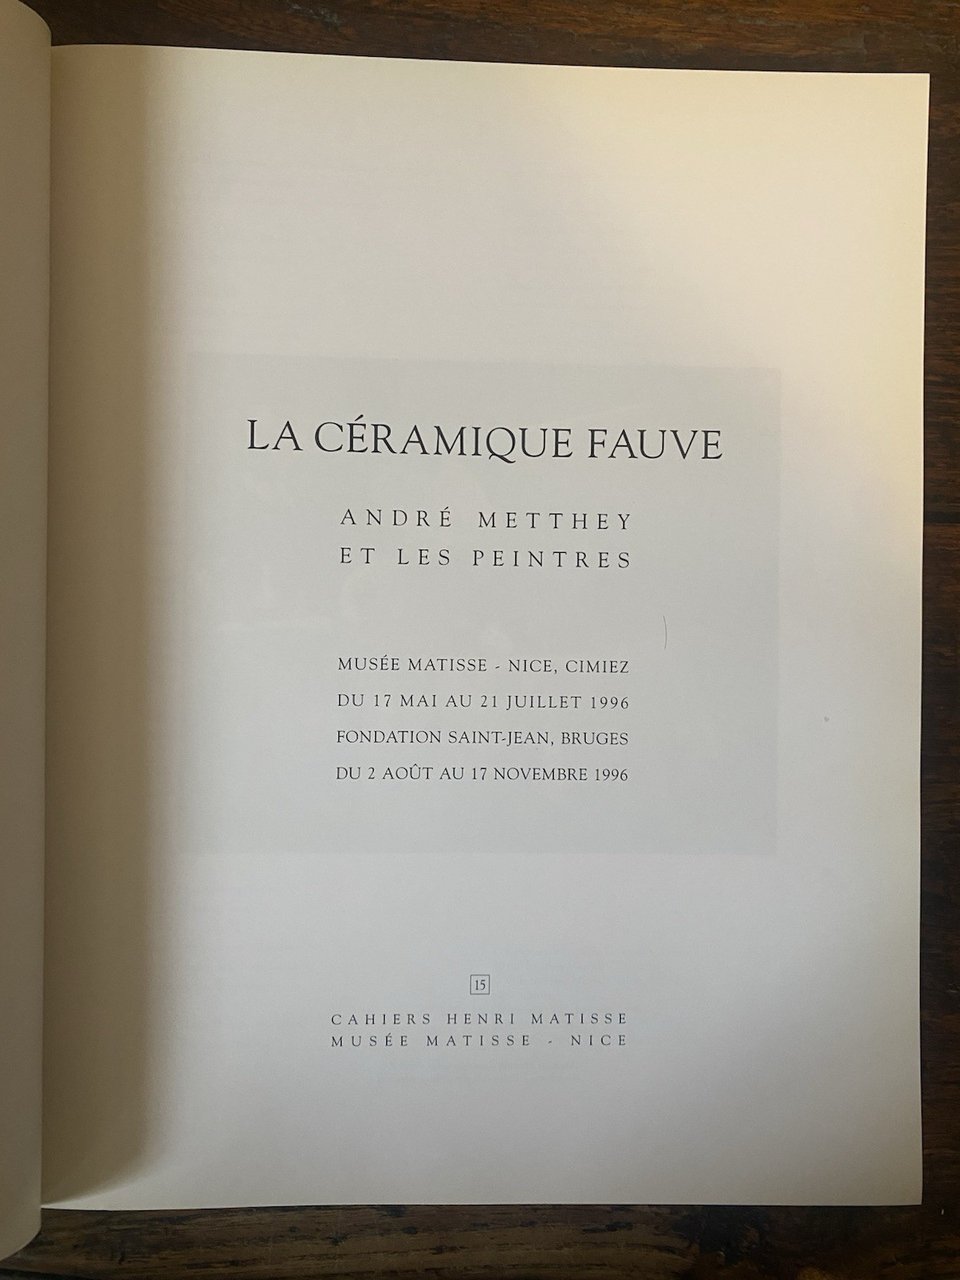 LA CÉRAMIQUE FAUVE
ANDRÉ METTHEY
ET LES PEINTRES
MUSÉE MATISSE - NICE, CIMIEZ
DU 17 MAI AU 21 JUILLET 1996
FONDATION SAINT-JEAN, BRUGES
DU 2 AOÛT AU 17 NOVEMBRE 1996
15
CAHIERS HENRI MATISSE
MUSÉE MATISSE - NICE